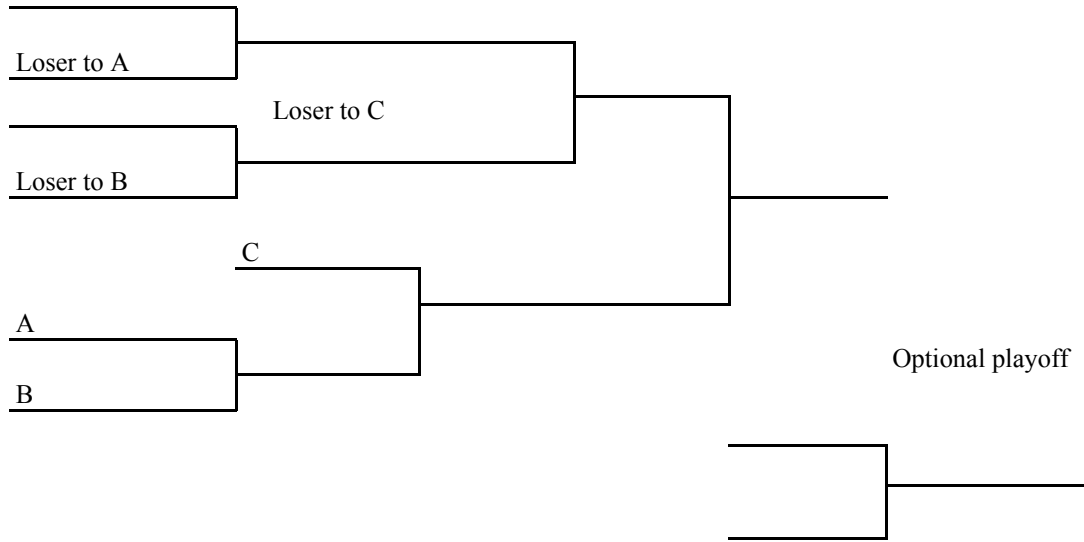 Loser to A
Loser to C
Loser to B
C
A
Optional playoff
B